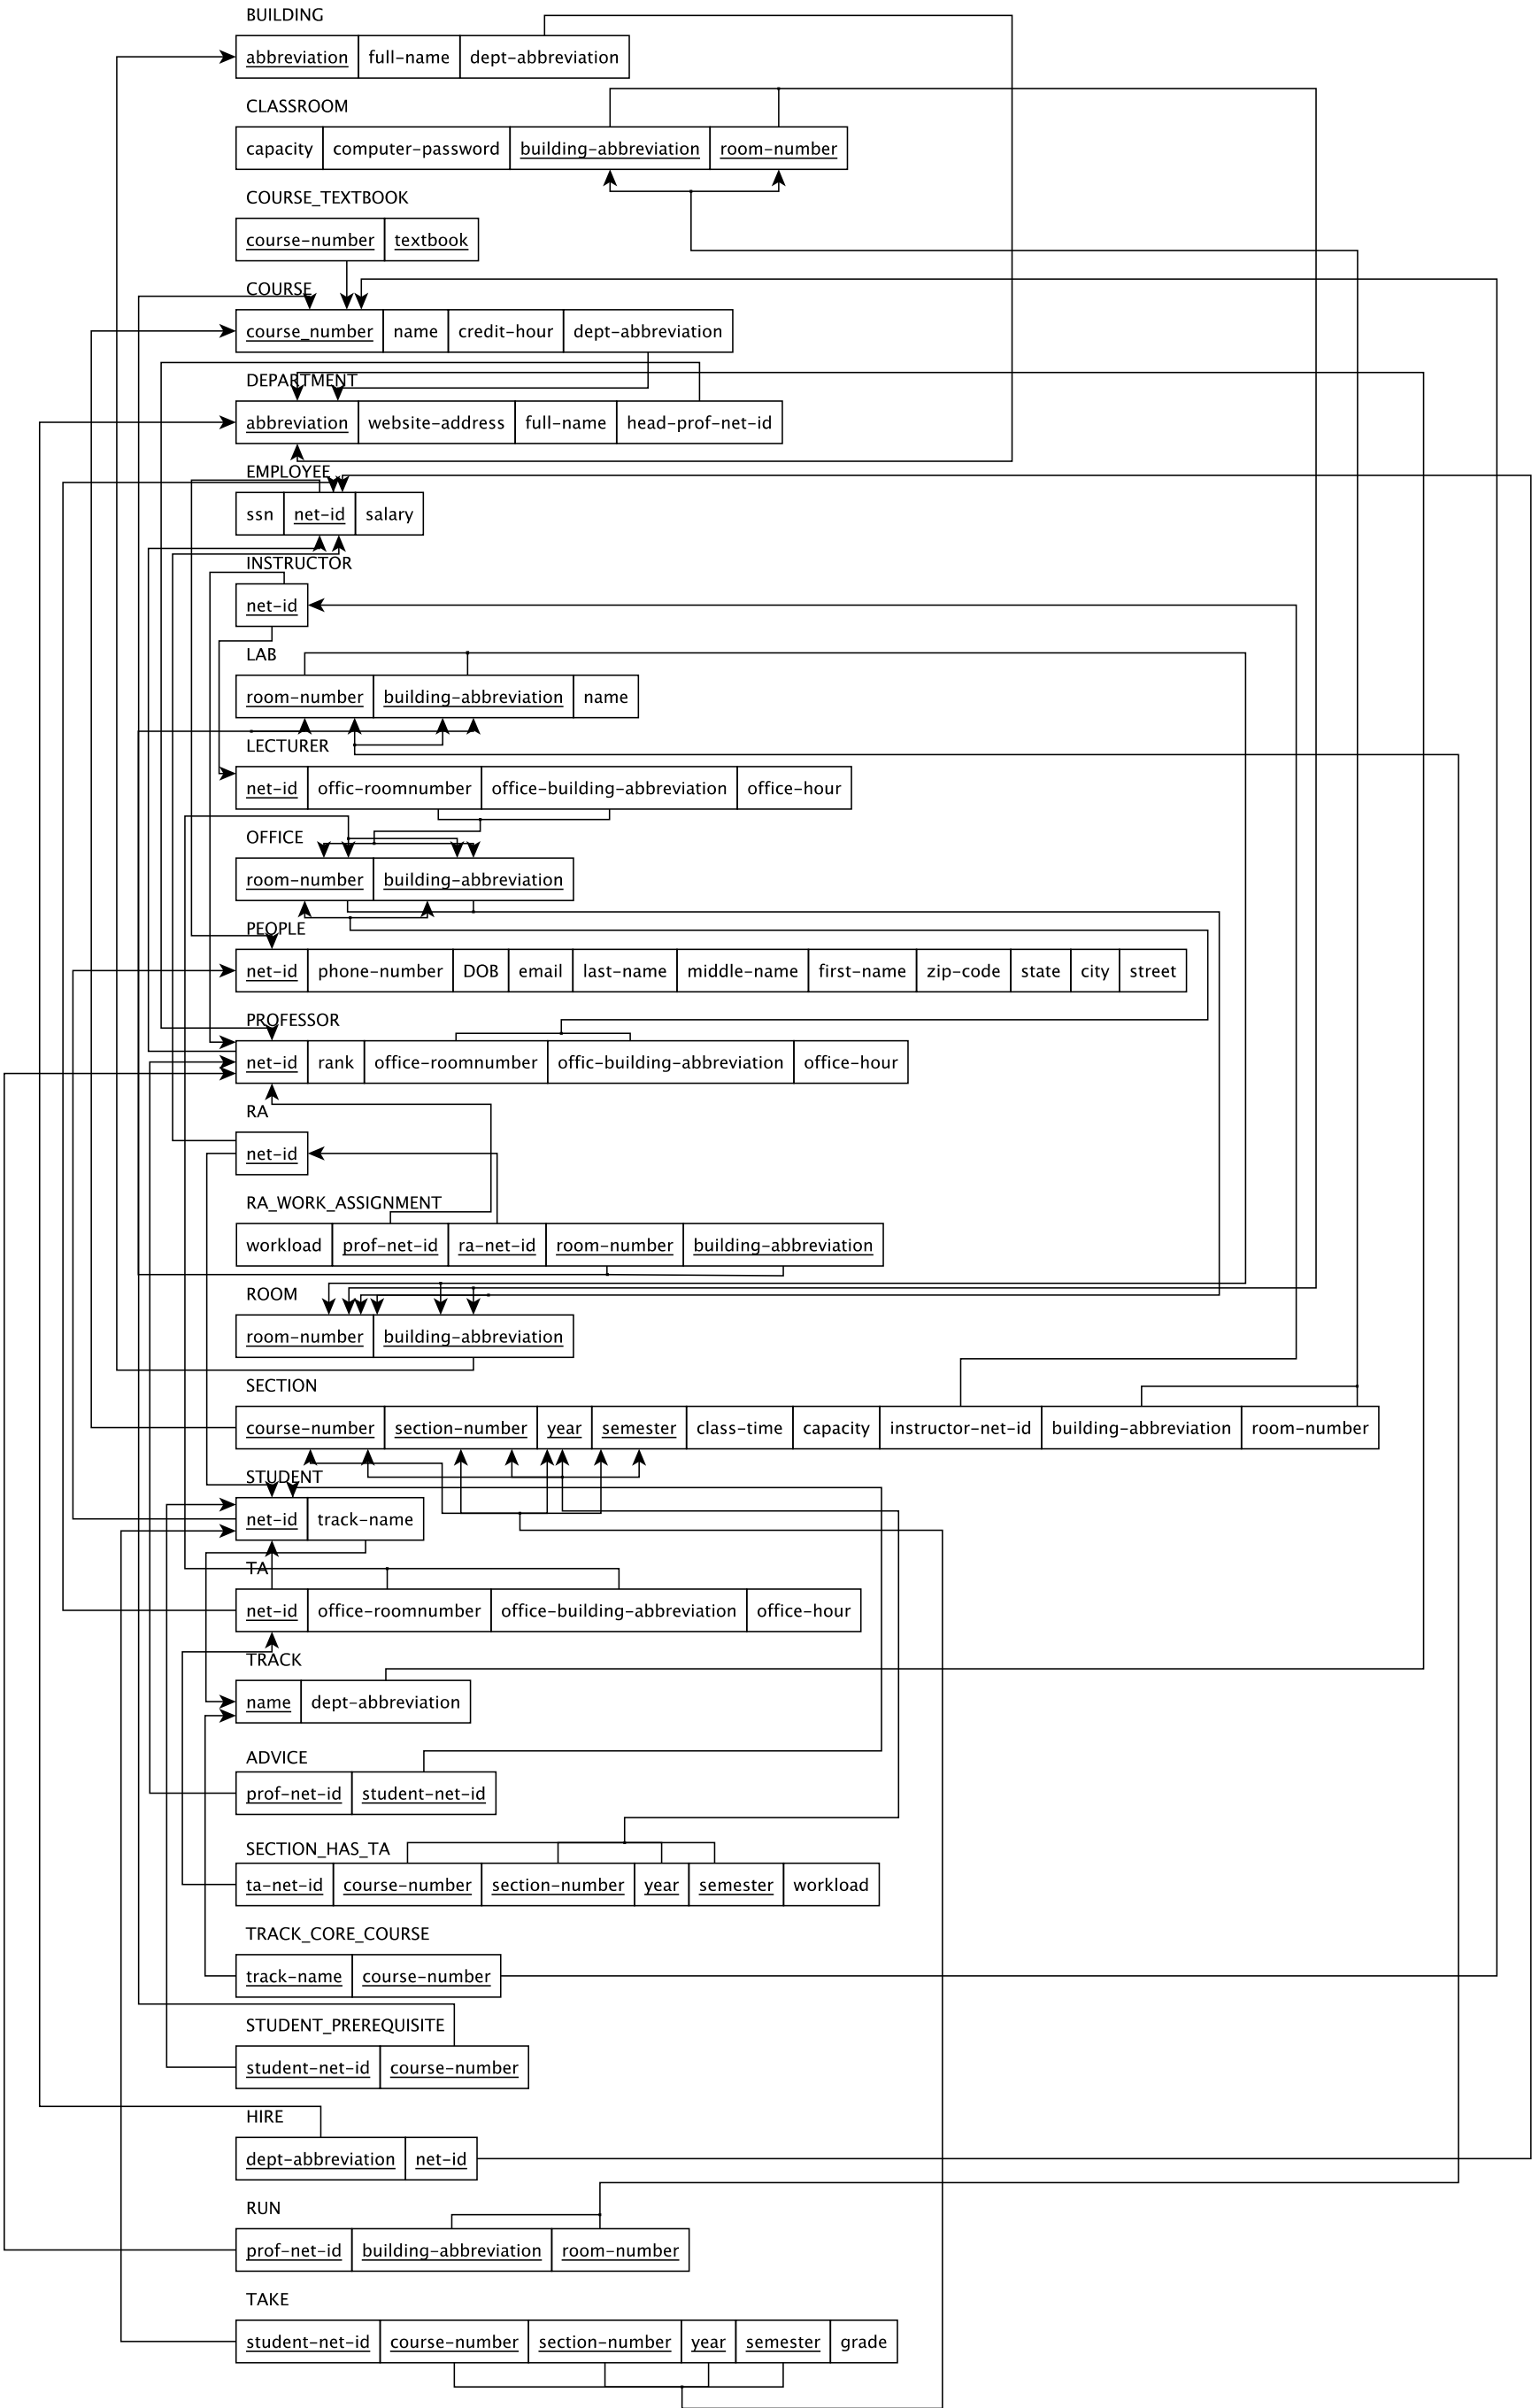 BUILDING
abbreviation full-name dept-abbreviation
CLASSROOM
capacity computer-password building-abbreviation room-number
COURSE_TEXTBOOK
course-number textbook
COURSE
course_number name credit-hour dept-abbreviation
DEPARTMENT
abbreviation website-address full-name head-prof-net-id
EMPLOYEE
ssn net-id salary
INSTRUCTOR
net-id
LAB
room-number building-abbreviation name
LECTURER
net-id offic-roomnumber office-building-abbreviation office-hour
OFFICE
room-number building-abbreviation
PEOPLE
net-id phone-number DOB email last-name middle-name first-name zip-code state city street
PROFESSOR
net-id rank office-roomnumber offic-building-abbreviation office-hour
RA
net-id
RA_WORK_ASSIGNMENT
workload prof-net-id ra-net-id room-number building-abbreviation
ROOM
room-number building-abbreviation
SECTION
course-number section-number year semester class-time capacity instructor-net-id building-abbreviation room-number
STUDENT
net-id track-name
TA
net-id office-roomnumber office-building-abbreviation office-hour
TRACK
name dept-abbreviation
ADVICE
prof-net-id student-net-id
SECTION_HAS_TA
ta-net-id course-number section-number year semester workload
TRACK_CORE_COURSE
track-name course-number
STUDENT_PREREQUISITE
student-net-id course-number
HIRE
dept-abbreviation net-id
RUN
prof-net-id building-abbreviation room-number
TAKE
student-net-id course-number section-number year semester grade